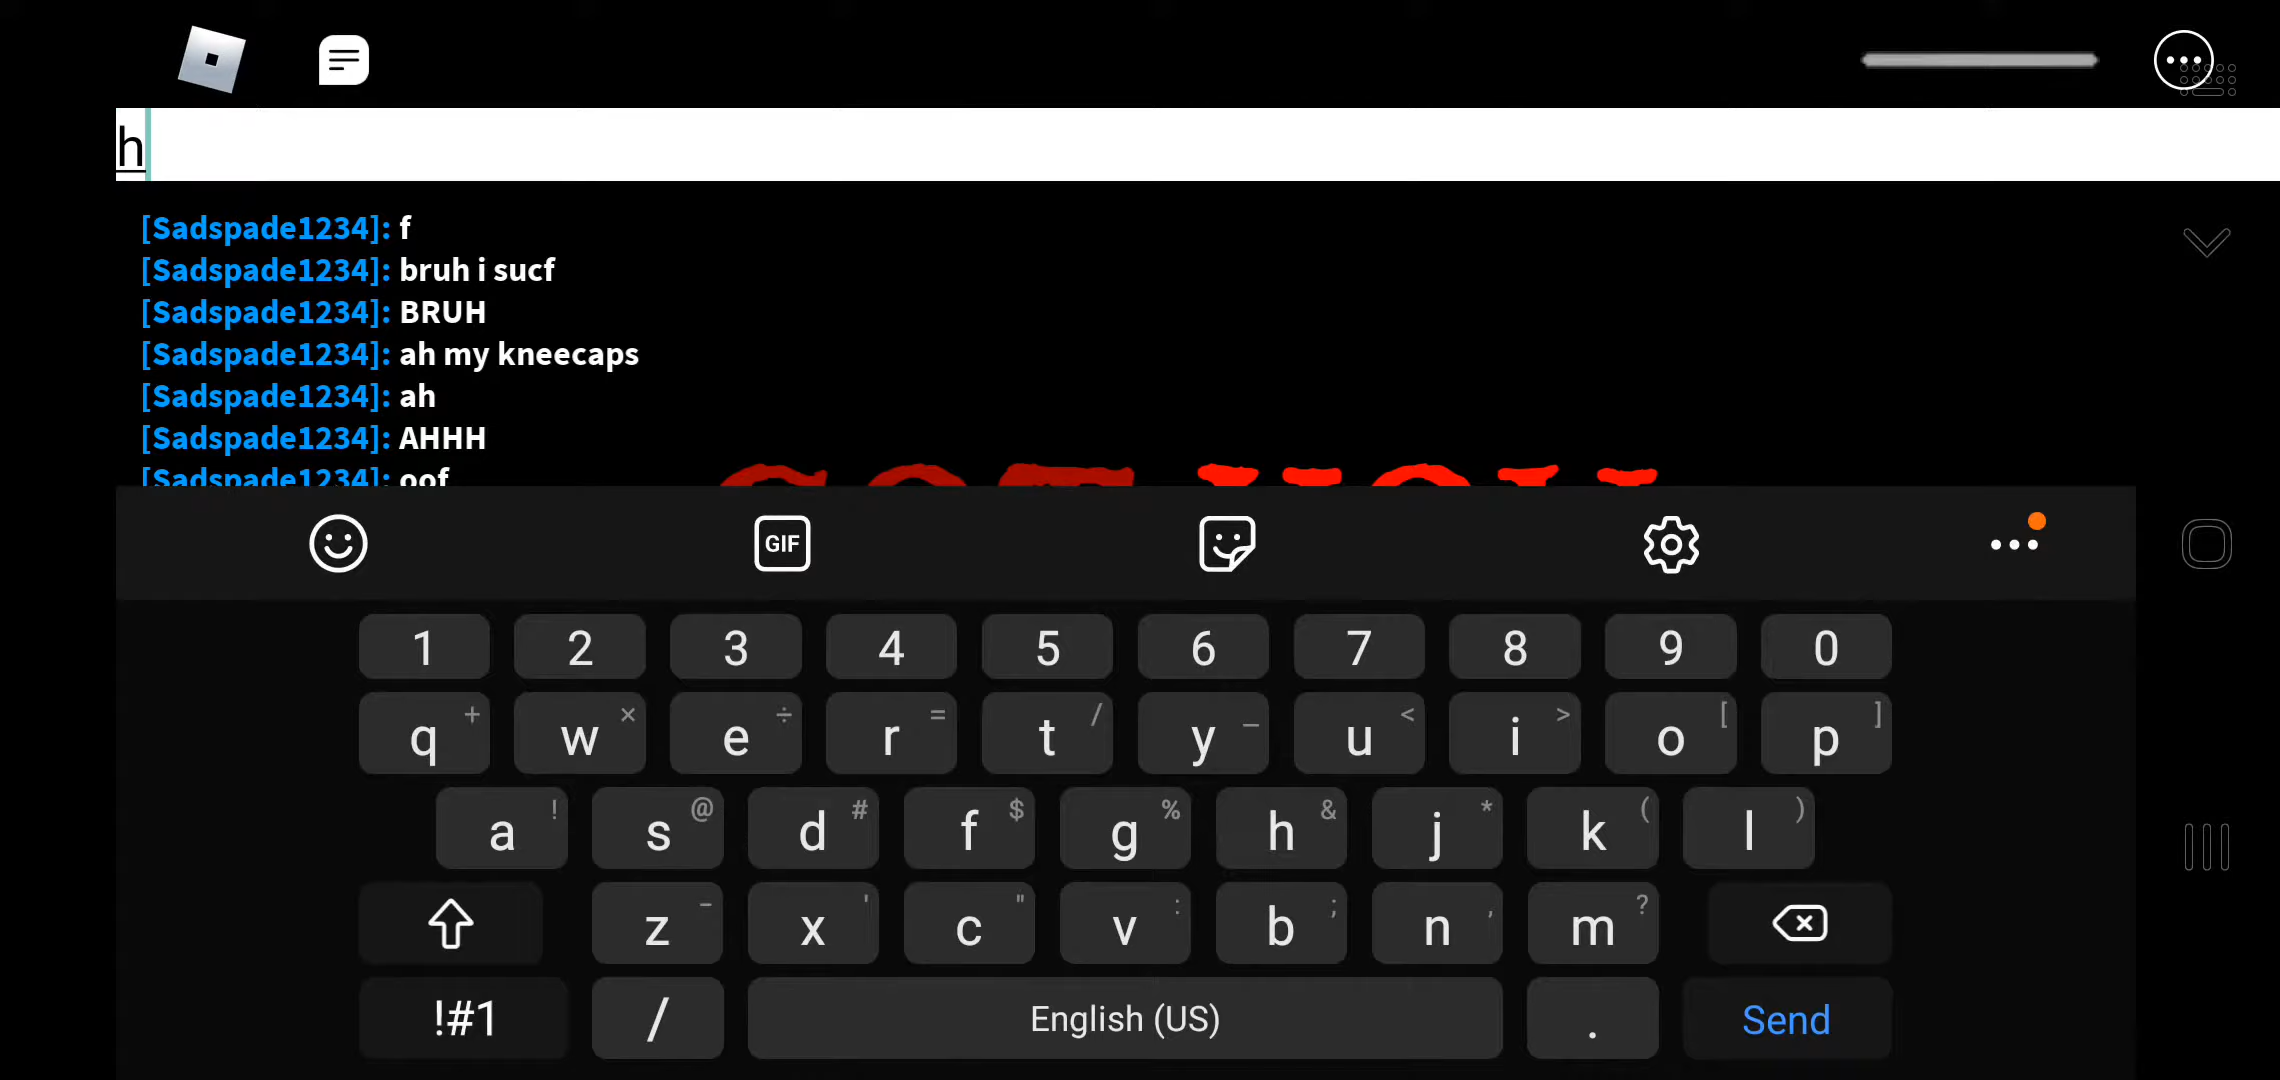 h
[Sadspade1234]: f
[Sadspade1234]: bruh i sucf
[Sadspade1234]: BRUH
[Sadspade1234]: ah my kneecaps
[Sadspade1234]: ah
[Sadspade1234]: AHHH
[Sadspade1234]: oof
GIF
1 2 3 4 5 6 7 8 9 0
q + w × e ÷ r = t / y _ u < i > o [ p ]
a ! s @ d # f $ g % h & j * k ( l )
z - x ' c " v : b ; n , m ?
!#1 / English (US) . Send